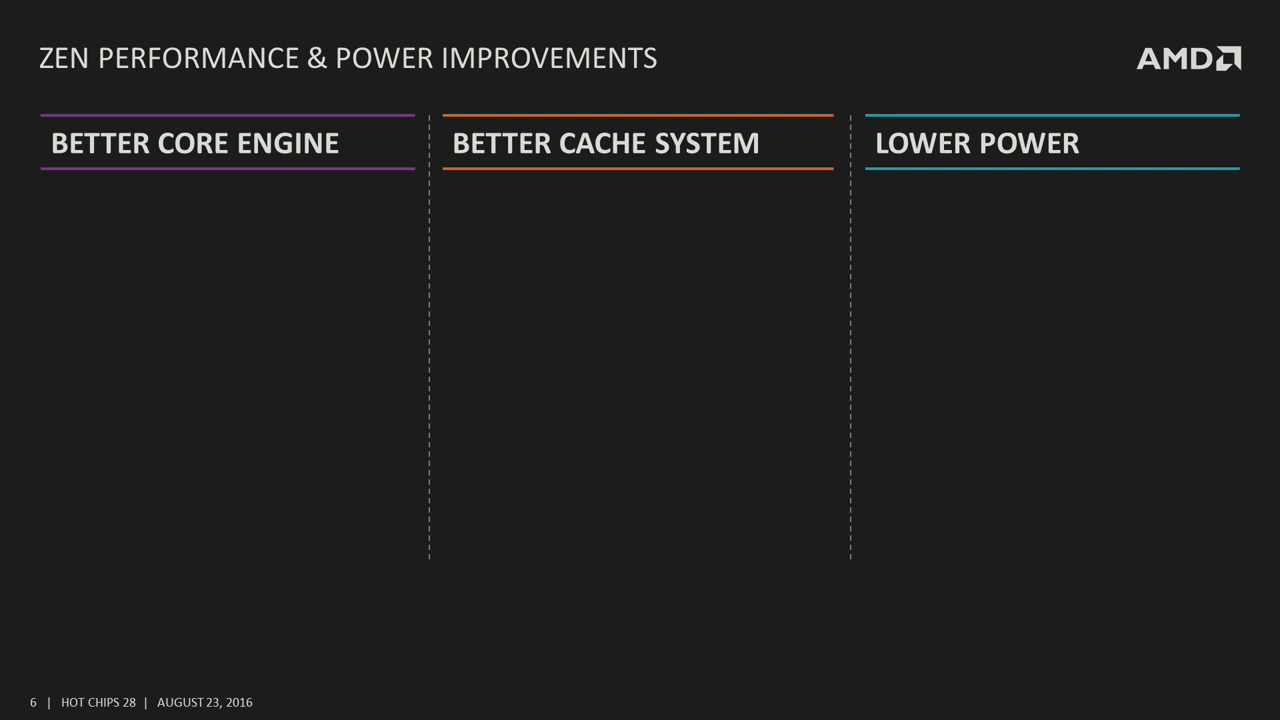 ZEN PERFORMANCE & POWER IMPROVEMENTS
AMD
BETTER CORE ENGINE
BETTER CACHE SYSTEM
LOWER POWER
6 | HOT CHIPS 28 | AUGUST 23, 2016